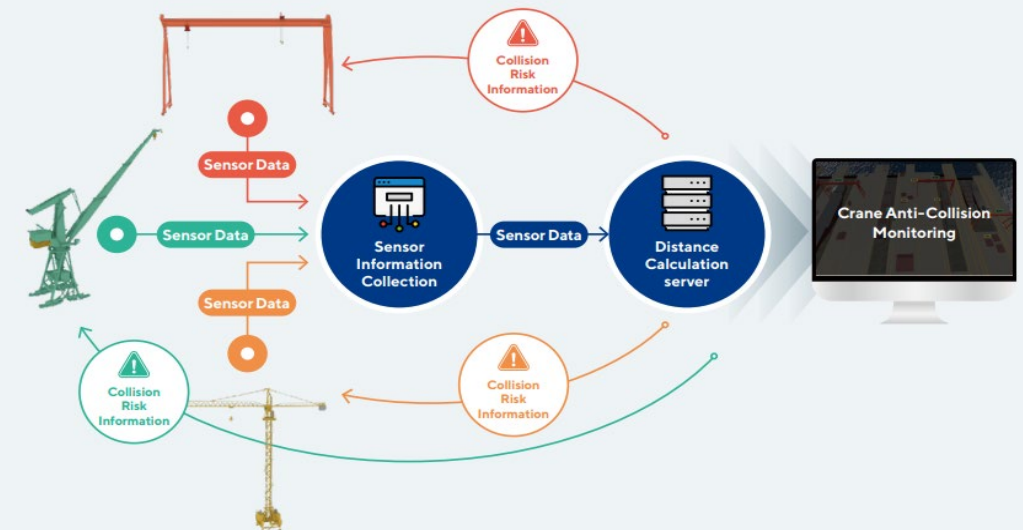 Collision
Risk
Information
Sensor Data
Sensor Data
Sensor Data
Sensor
Information
Collection
Sensor Data
Distance
Calculation
server
Crane Anti-Collision
Monitoring
Collision
Risk
Information
Collision
Risk
Information